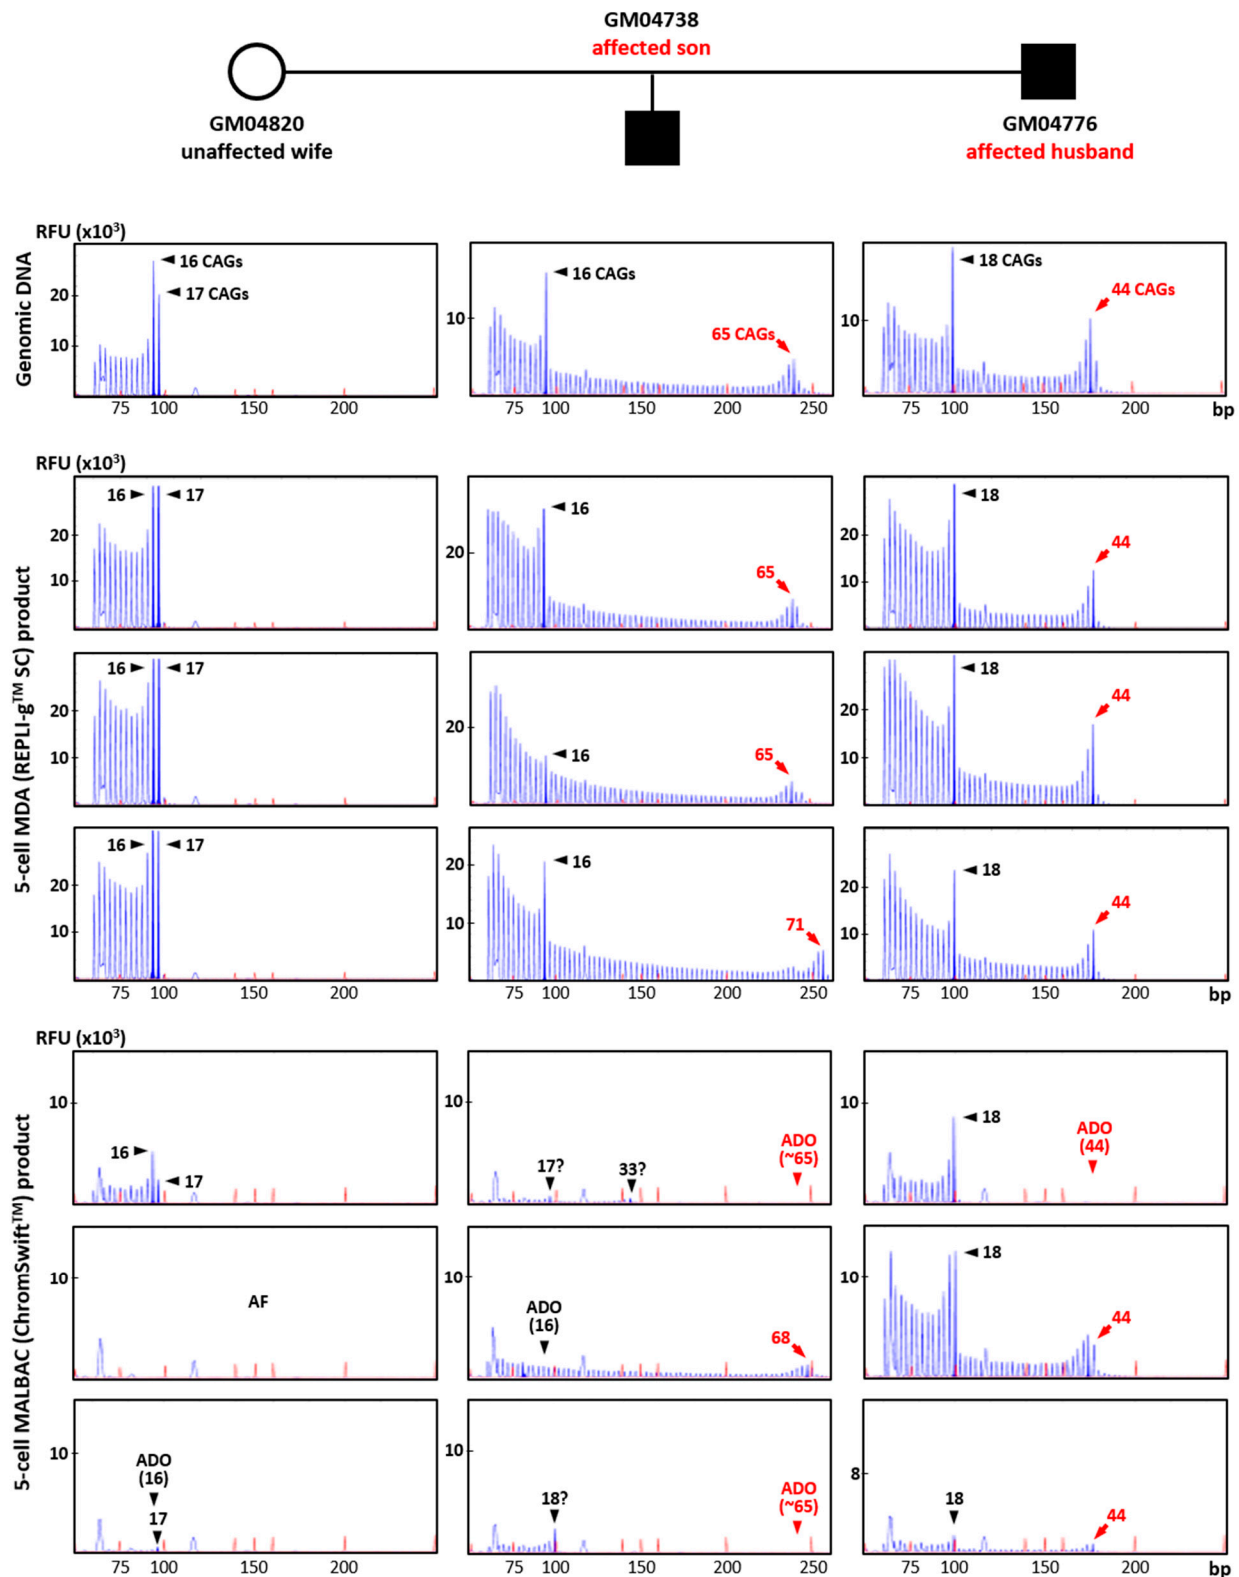 GM04738
affected son
GM04820
unaffected wife
GM04776
affected husband
Genomic DNA
RFU (x10³)
20
10
16 CAGs
17 CAGs
75 100 150 200
10
16 CAGs
65 CAGs
75 100 150 200 250
10
18 CAGs
44 CAGs
75 100 150 200 bp
5-cell MDA (REPLI-g™ SC) product
RFU (x10³)
20
10
16 17
20
16
65
20
10
18
44
20
10
16 17
20
16
65
20
10
18
44
20
10
16 17
75 100 150 200
20
10
16
71
75 100 150 200 250
20
10
18
44
75 100 150 200 bp
5-cell MALBAC (ChromSwift™) product
RFU (x10³)
10
16
17
10
17?
33?
ADO
(~65)
10
18
ADO
(44)
10
AF
10
ADO
(16)
68
10
18
44
10
ADO
(16)
17
75 100 150 200
10
18?
ADO
(~65)
75 100 150 200 250
8
18
44
75 100 150 200 bp